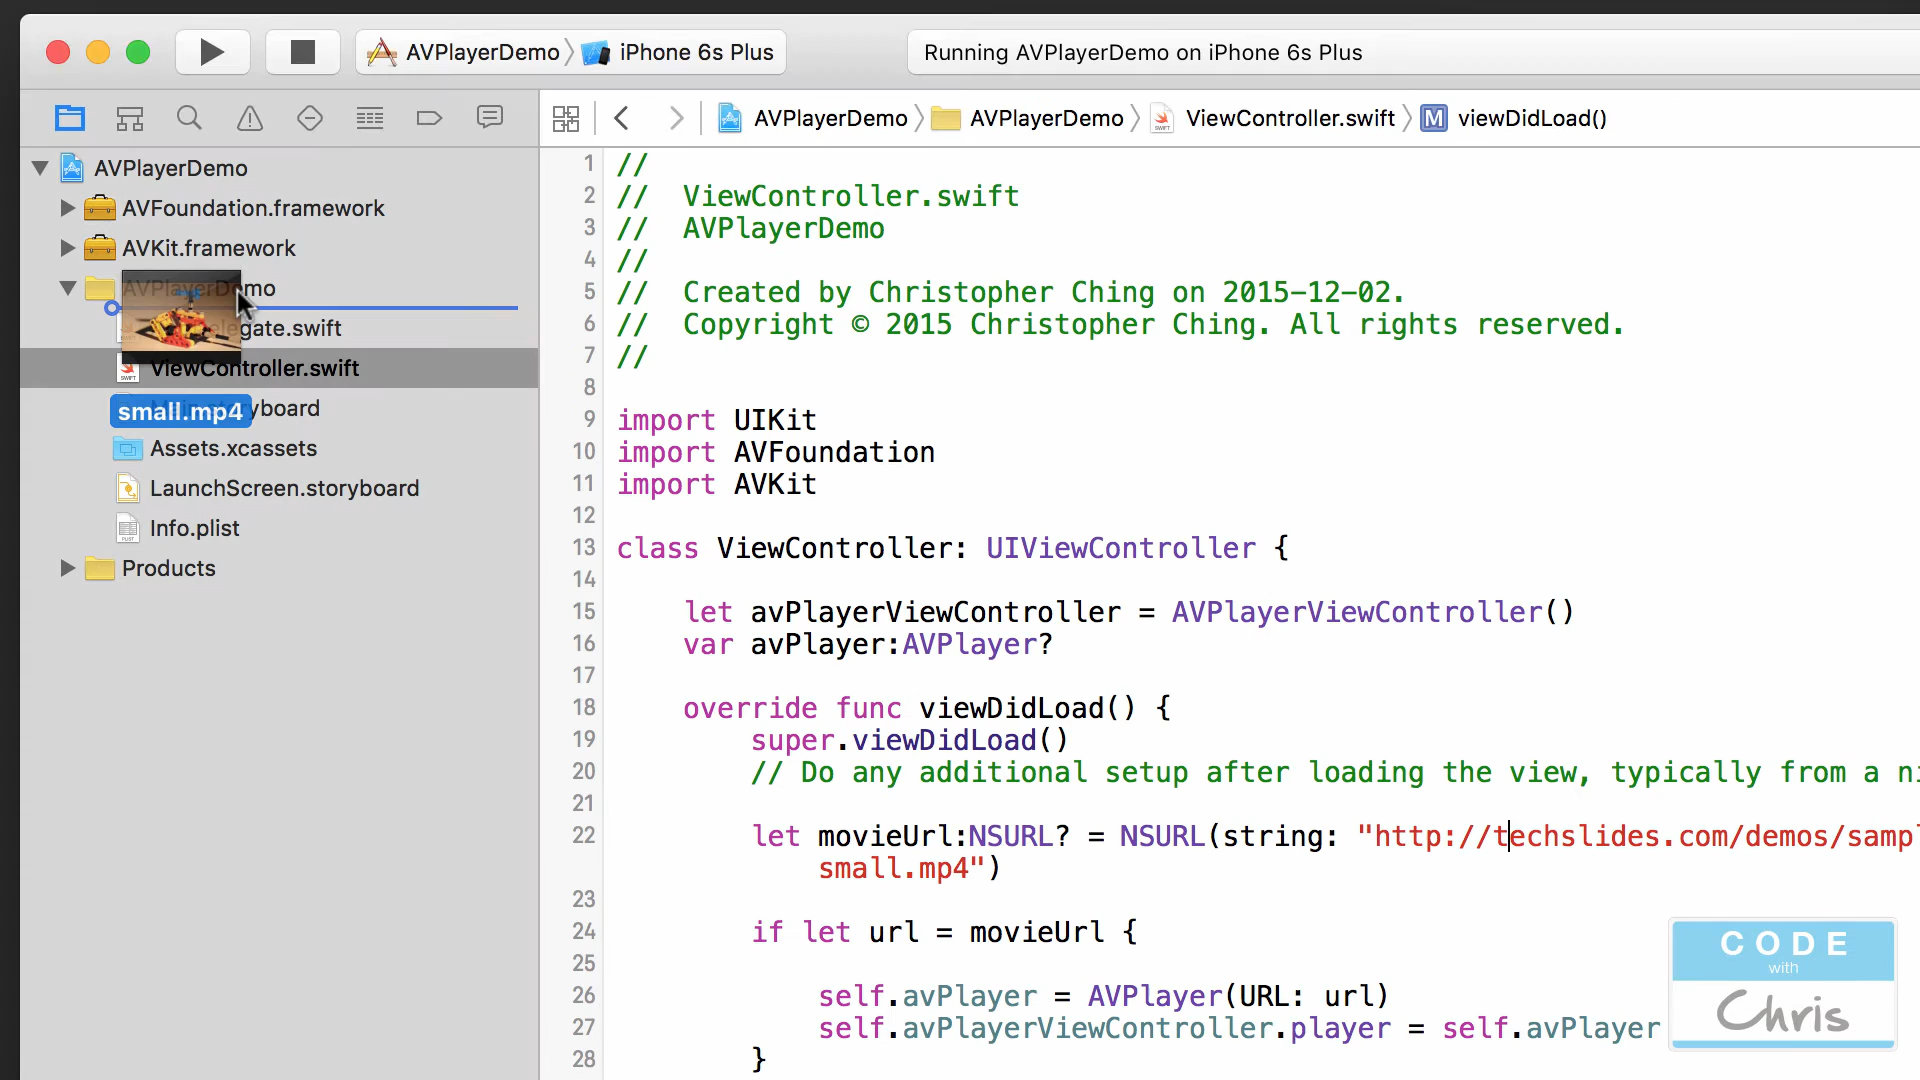 AVPlayerDemo iPhone 6s Plus
Running AVPlayerDemo on iPhone 6s Plus
AVPlayerDemo AVPlayerDemo ViewController.swift M viewDidLoad()
AVPlayerDemo
AVFoundation.framework
AVKit.framework
AVPlayerDemo
elegate.swift
ViewController.swift
small.mp4
yboard
Assets.xcassets
LaunchScreen.storyboard
Info.plist
Products
1 //
2 // ViewController.swift
3 // AVPlayerDemo
4 //
5 // Created by Christopher Ching on 2015-12-02.
6 // Copyright © 2015 Christopher Ching. All rights reserved.
7 //
8
9 import UIKit
10 import AVFoundation
11 import AVKit
12
13 class ViewController: UIViewController {
14
15 let avPlayerViewController = AVPlayerViewController()
16 var avPlayer:AVPlayer?
17
18 override func viewDidLoad() {
19 super.viewDidLoad()
20 // Do any additional setup after loading the view, typically from a ni
21
22 let movieUrl:NSURL? = NSURL(string: "http://techslides.com/demos/sampl
small.mp4")
23
24 if let url = movieUrl {
25
26 self.avPlayer = AVPlayer(URL: url)
27 self.avPlayerViewController.player = self.avPlayer
28 }
CODE
with
Chris